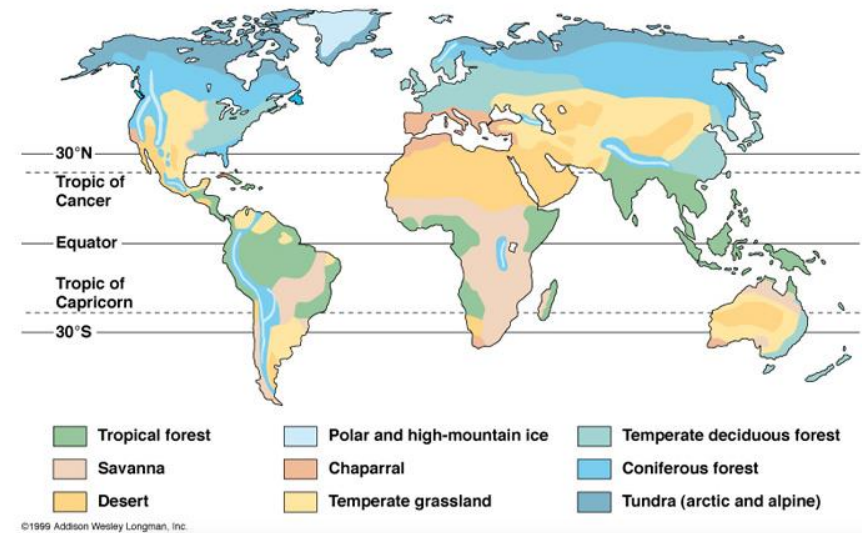 30°N
Tropic of
Cancer
Equator
Tropic of
Capricorn
30°S
Tropical forest
Polar and high-mountain ice
Temperate deciduous forest
Savanna
Chaparral
Coniferous forest
Desert
Temperate grassland
Tundra (arctic and alpine)
©1999 Addison Wesley Longman, Inc.